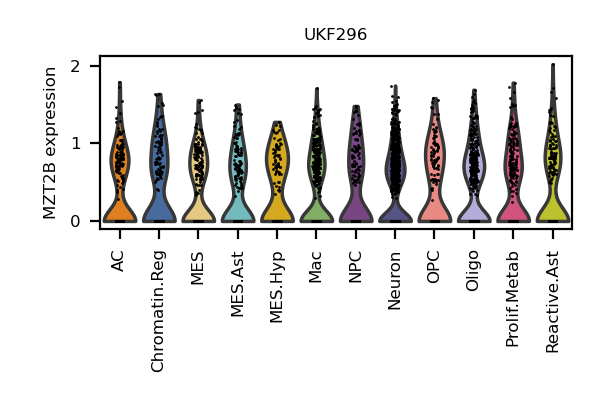 UKF296
MZT2B expression
2
1
0
AC
Chromatin.Reg
MES
MES.Ast
MES.Hyp
Mac
NPC
Neuron
OPC
Oligo
Prolif.Metab
Reactive.Ast